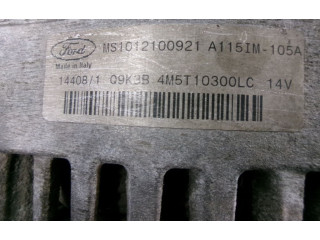 Ford MS1012100921 A115IM-105A
Made in Italy
14408/1 09K3B 4M5T10300LC 14V